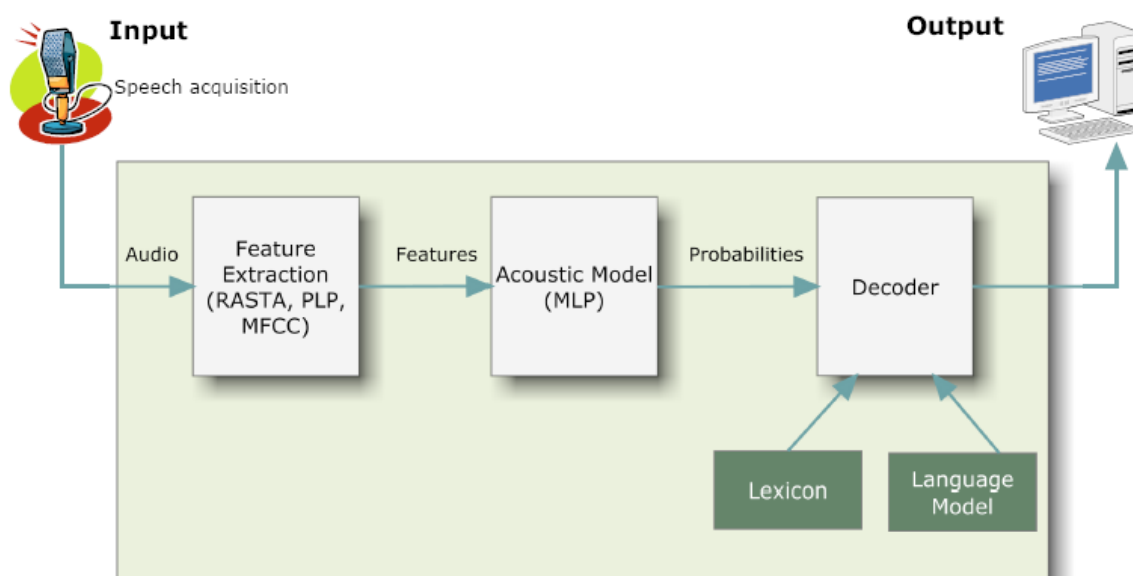 Input
Output
Speech acquisition
Audio
Feature
Extraction
(RASTA, PLP,
MFCC)
Features
Acoustic Model
(MLP)
Probabilities
Decoder
Lexicon
Language
Model